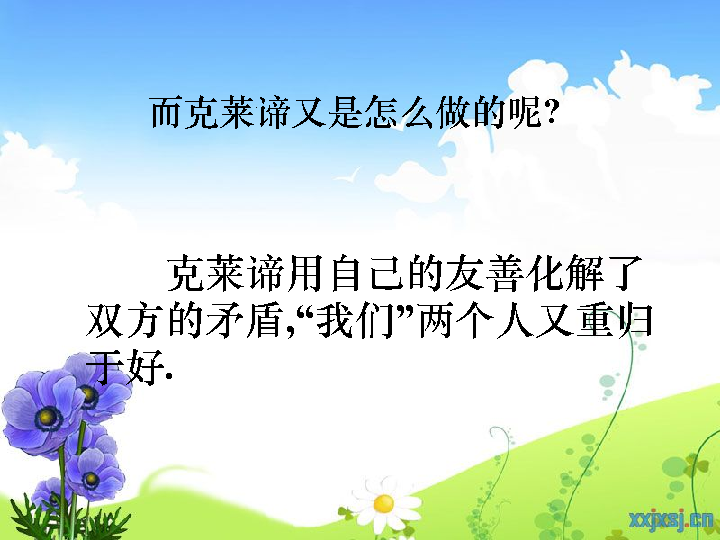 而克莱谛又是怎么做的呢?
克莱谛用自己的友善化解了
双方的矛盾,“我们”两个人又重归
于好.
xxjxsj.cn